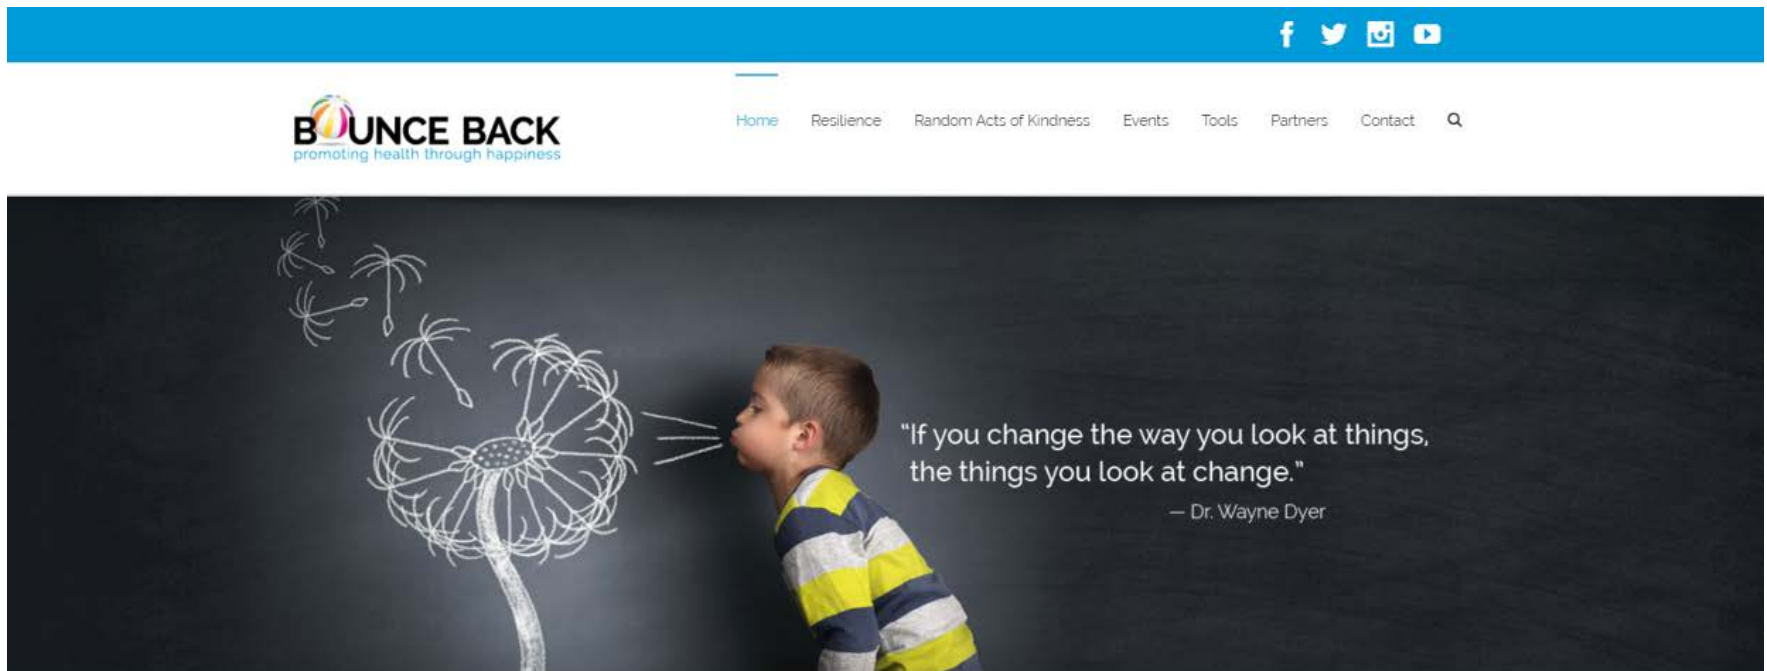 BOUNCE BACK
promoting health through happiness
Home Resilience Random Acts of Kindness Events Tools Partners Contact
“If you change the way you look at things,
the things you look at change.”
— Dr. Wayne Dyer